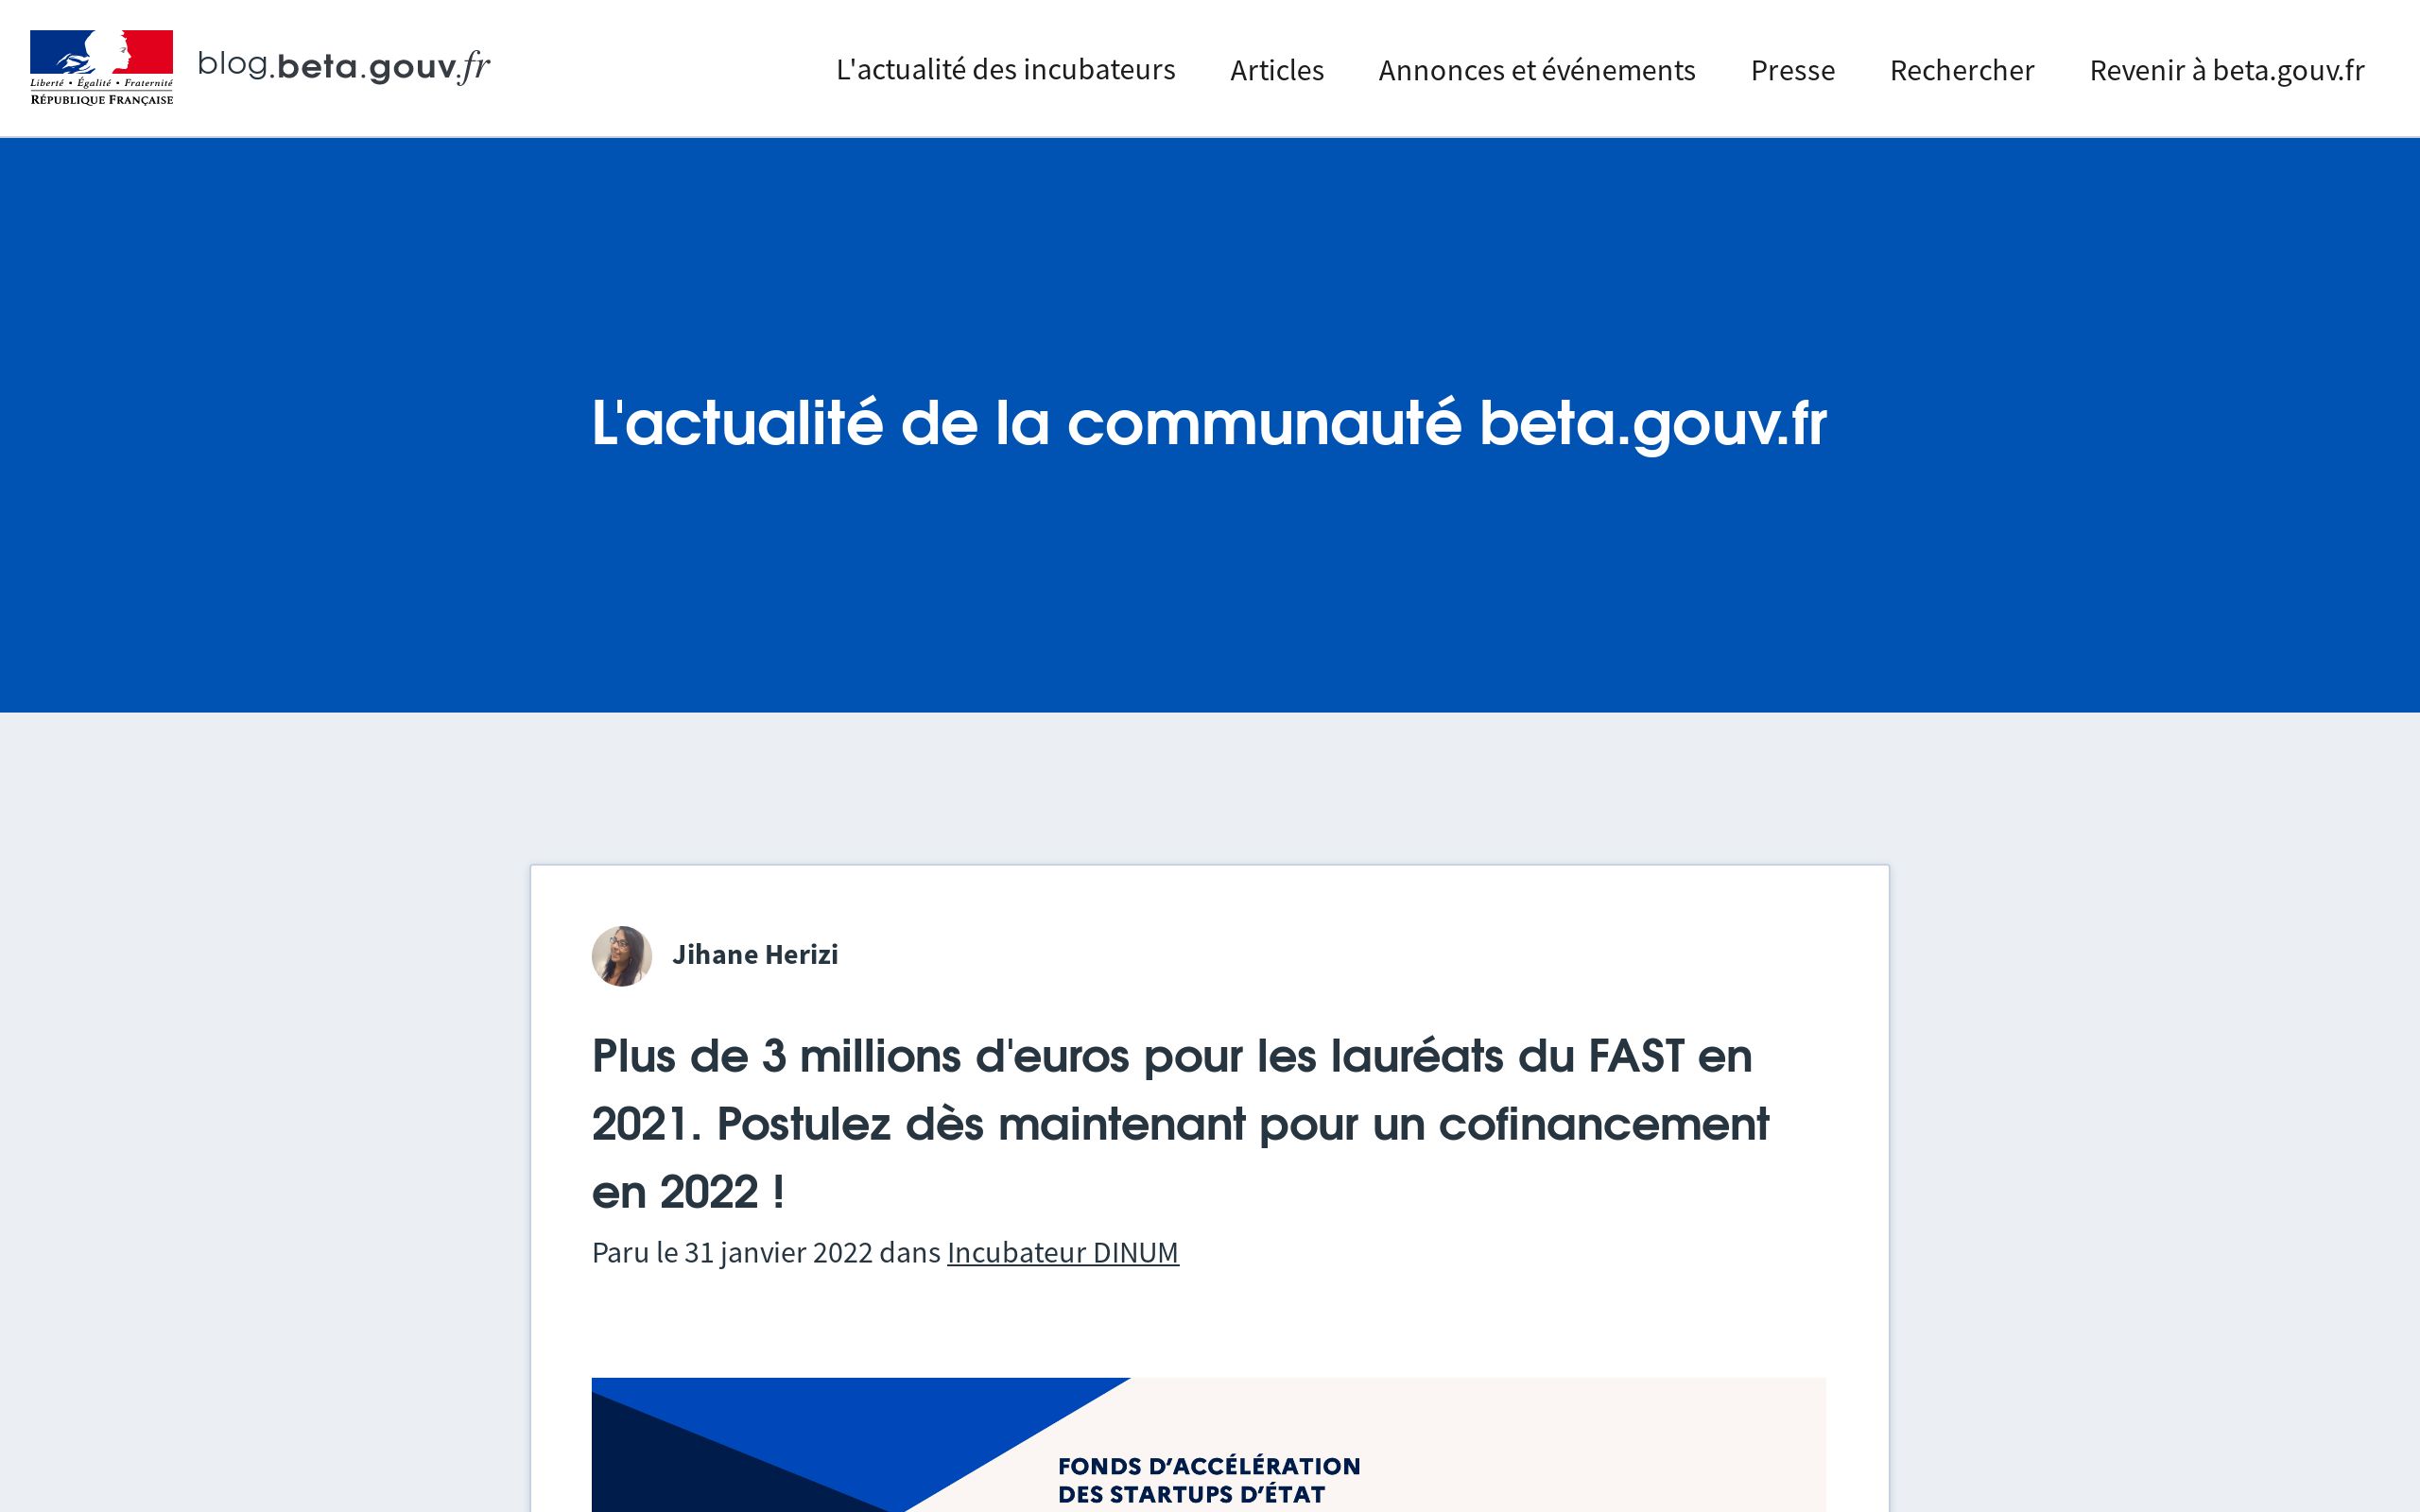 Liberté • Égalité • Fraternité
RÉPUBLIQUE FRANÇAISE
blog.beta.gouv.fr
L'actualité des incubateurs
Articles
Annonces et événements
Presse
Rechercher
Revenir à beta.gouv.fr
L'actualité de la communauté beta.gouv.fr
Jihane Herizi
Plus de 3 millions d'euros pour les lauréats du FAST en
2021. Postulez dès maintenant pour un cofinancement
en 2022 !
Paru le 31 janvier 2022 dans Incubateur DINUM
FONDS D’ACCÉLÉRATION
DES STARTUPS D’ÉTAT